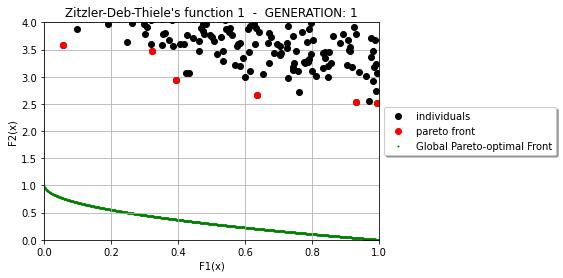 Zitzler-Deb-Thiele's function 1 - GENERATION: 1
F2(x)
4.0
3.5
3.0
2.5
2.0
1.5
1.0
0.5
0.0
0.0 0.2 0.4 0.6 0.8 1.0
F1(x)
individuals
pareto front
Global Pareto-optimal Front